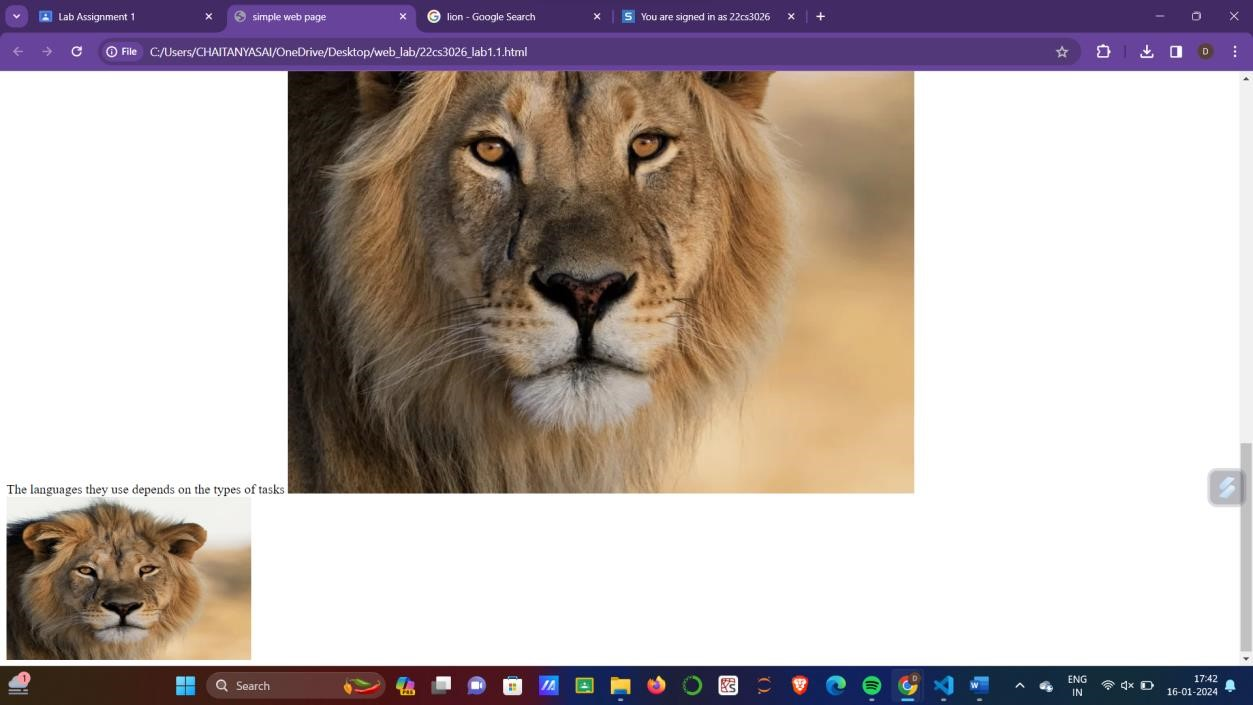 Lab Assignment 1
simple web page
lion - Google Search
You are signed in as 22cs3026
File
C:/Users/CHAITANYASAI/OneDrive/Desktop/web_lab/22cs3026_lab1.1.html
D
The languages they use depends on the types of tasks
1
Search
PRE
D
ENG
IN
17:42
16-01-2024